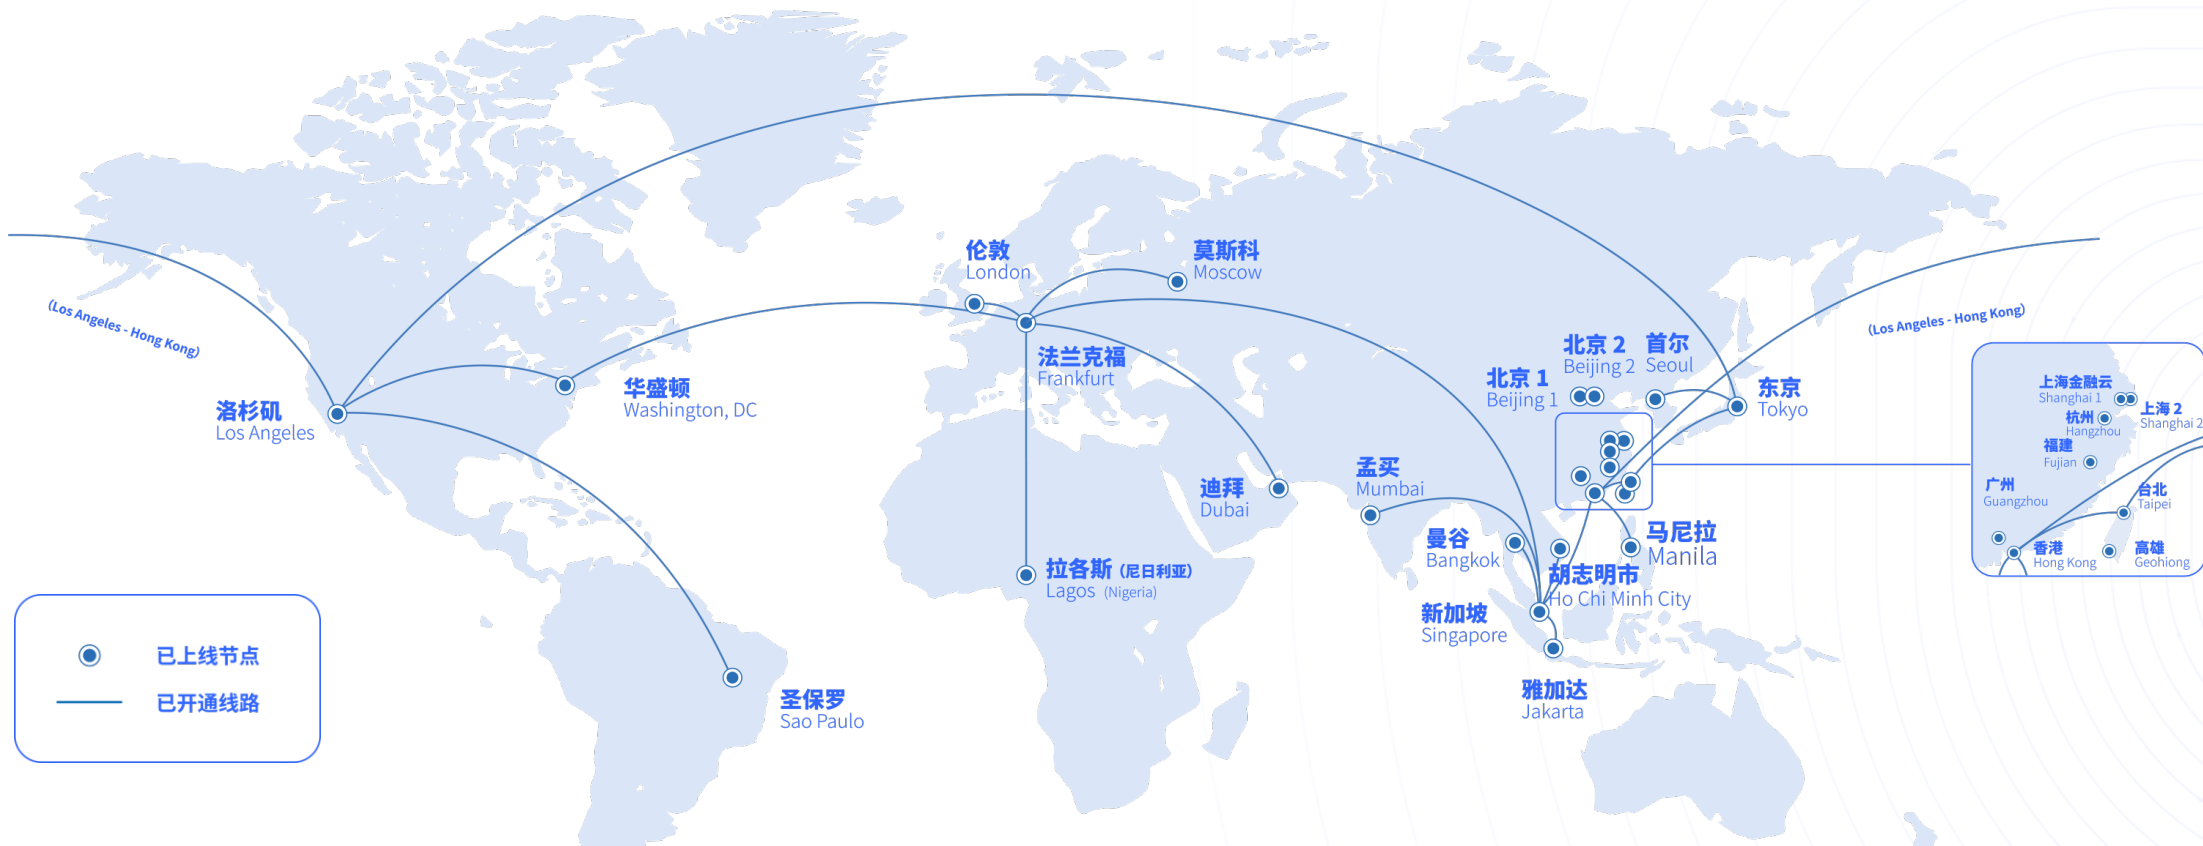 伦敦
London
莫斯科
Moscow
(Los Angeles - Hong Kong)
(Los Angeles - Hong Kong)
法兰克福
Frankfurt
北京 2
Beijing 2
首尔
Seoul
北京 1
Beijing 1
东京
Tokyo
华盛顿
Washington, DC
洛杉矶
Los Angeles
上海金融云
Shanghai 1
上海 2
Shanghai 2
杭州
Hangzhou
福建
Fujian
广州
Guangzhou
台北
Taipei
香港
Hong Kong
高雄
Geohiong
迪拜
Dubai
孟买
Mumbai
曼谷
Bangkok
马尼拉
Manila
胡志明市
Ho Chi Minh City
拉各斯 (尼日利亚)
Lagos (Nigeria)
新加坡
Singapore
雅加达
Jakarta
圣保罗
Sao Paulo
已上线节点
已开通线路